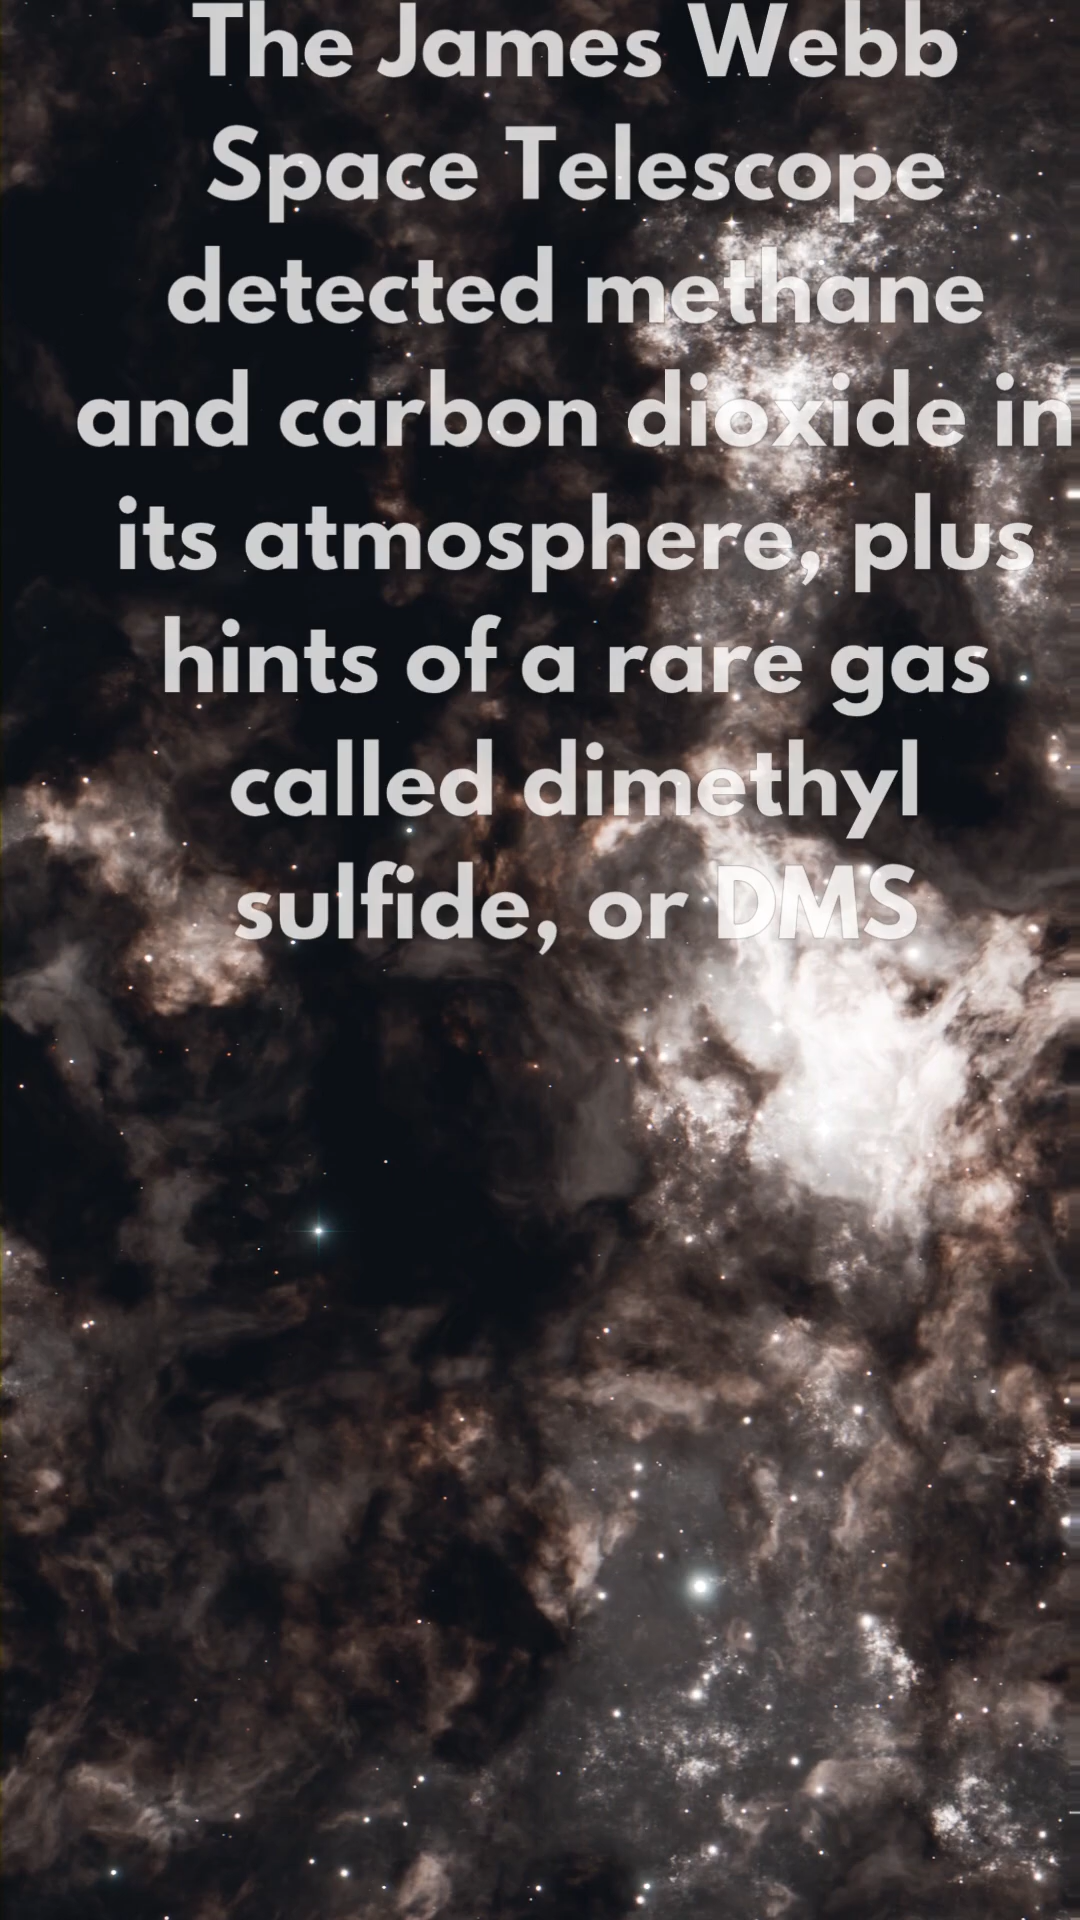 The James Webb
Space Telescope
detected methane
and carbon dioxide in
its atmosphere, plus
hints of a rare gas
called dimethyl
sulfide, or DMS